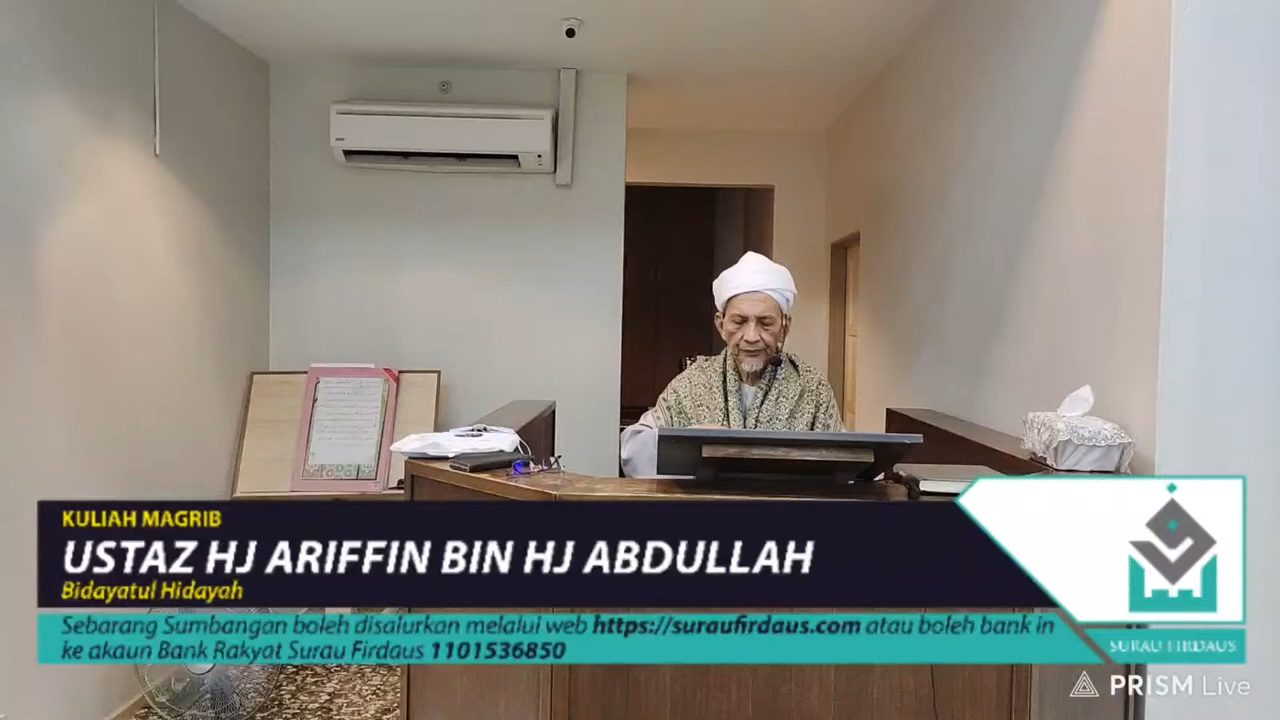 KULIAH MAGRIB
USTAZ HJ ARIFFIN BIN HJ ABDULLAH
Bidayatul Hidayah
Sebarang Sumbangan boleh disalurkan melalui web https://suraufirdaus.com atau boleh bank in
ke akaun Bank Rakyat Surau Firdaus 1101536850
SURAU FIRDAUS
PRISM Live